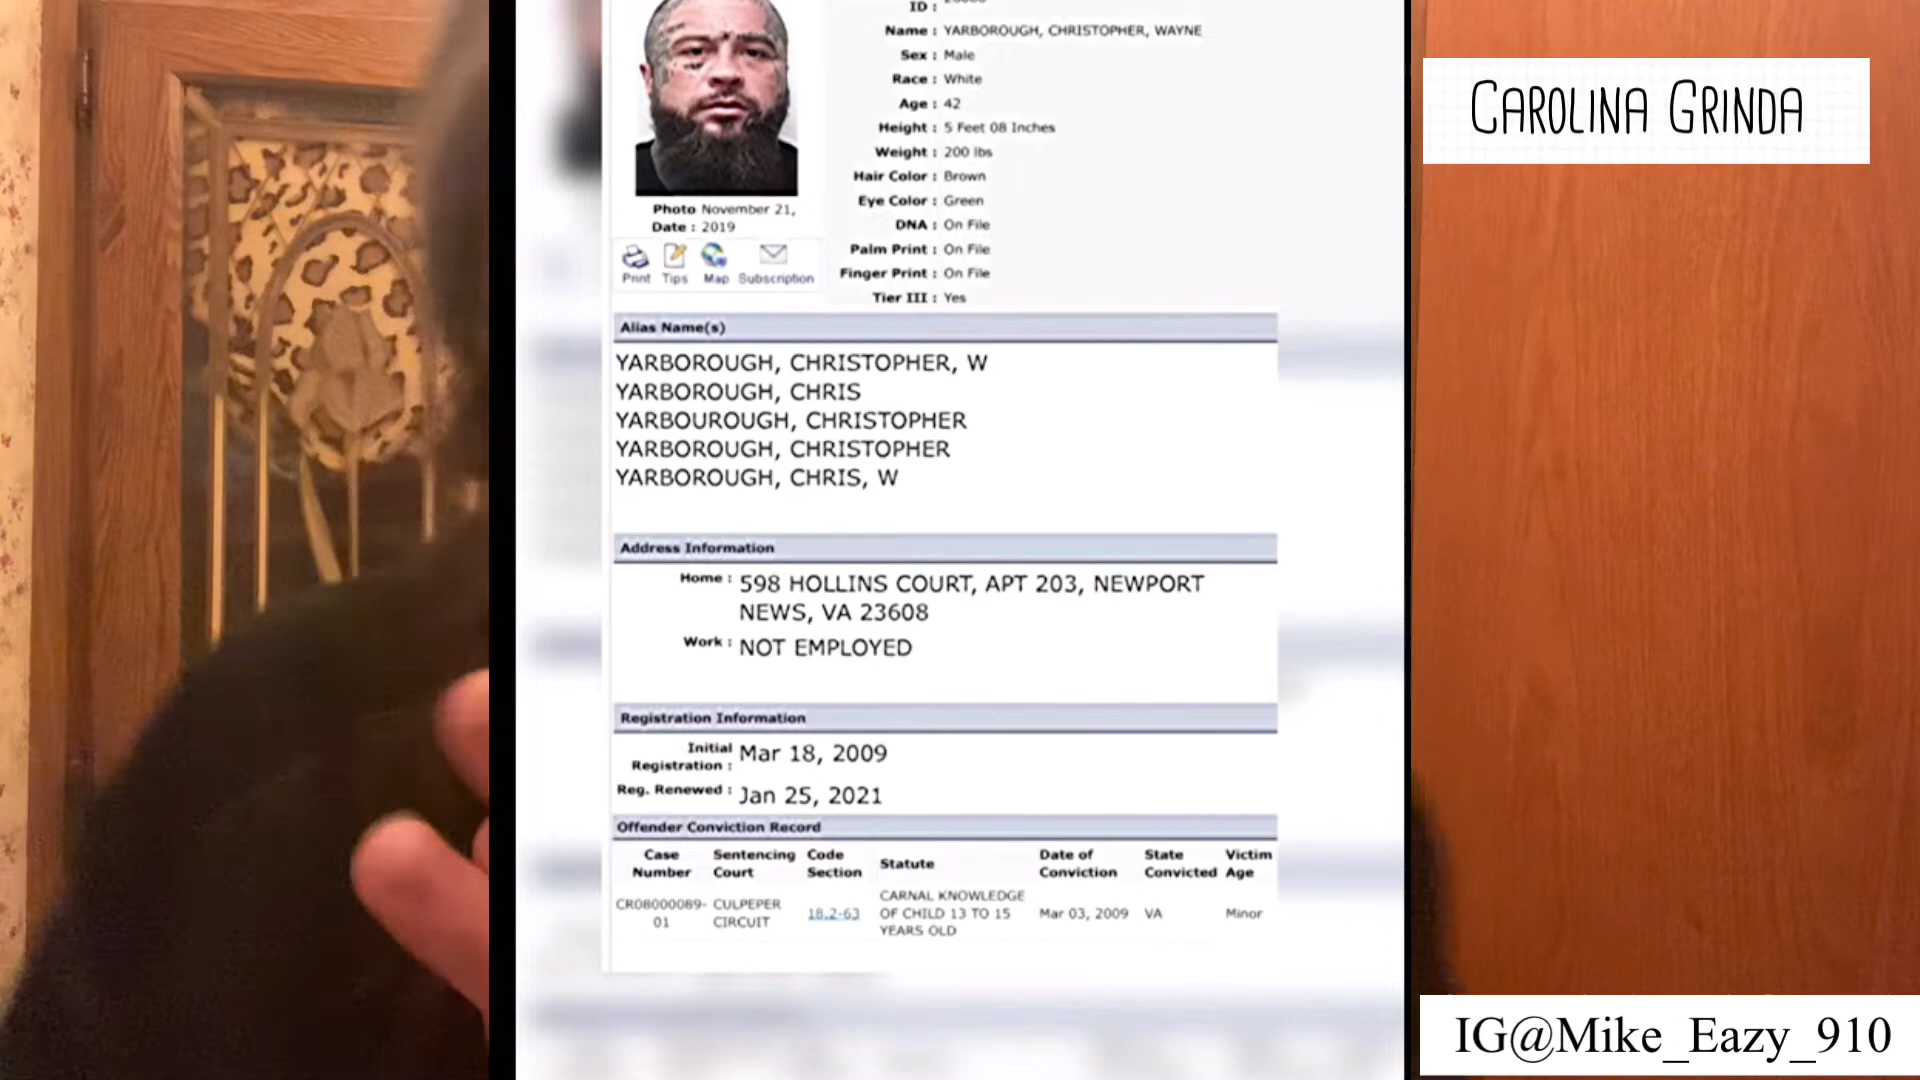 ID :
Name : YARBOROUGH, CHRISTOPHER, WAYNE
Sex : Male
Race : White
Age : 42
Height : 5 Feet 08 Inches
Weight : 200 lbs
Hair Color : Brown
Eye Color : Green
DNA : On File
Palm Print : On File
Finger Print : On File
Tier III : Yes
Photo November 21,
Date : 2019
Print Tips Map Subscription
Alias Name(s)
YARBOROUGH, CHRISTOPHER, W
YARBOROUGH, CHRIS
YARBOUROUGH, CHRISTOPHER
YARBOROUGH, CHRISTOPHER
YARBOROUGH, CHRIS, W
Address Information
Home : 598 HOLLINS COURT, APT 203, NEWPORT
NEWS, VA 23608
Work : NOT EMPLOYED
Registration Information
Initial
Registration : Mar 18, 2009
Reg. Renewed : Jan 25, 2021
Offender Conviction Record
Case Number Sentencing Court Code Section Statute Date of Conviction State Convicted Victim Age
CR08000089-01 CULPEPER CIRCUIT 18.2-63 CARNAL KNOWLEDGE OF CHILD 13 TO 15 YEARS OLD Mar 03, 2009 VA Minor
CAROLINA GRINDA
IG@Mike_Eazy_910